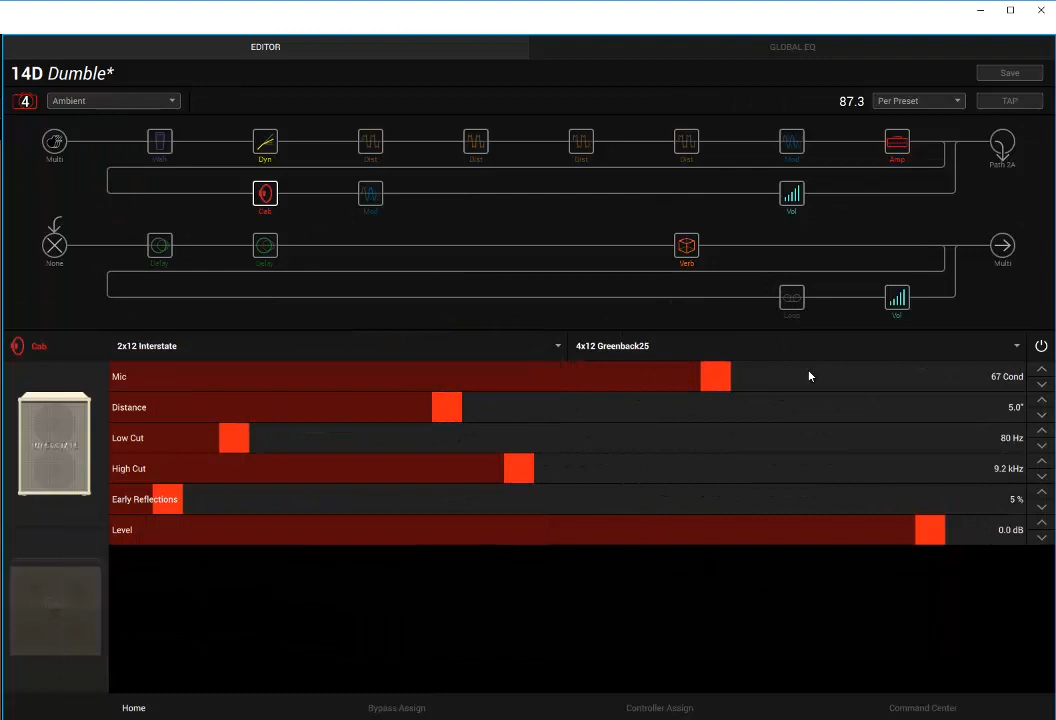 EDITOR GLOBAL EQ
14D Dumble* Save
4 Ambient 87.3 Per Preset TAP
Multi Wah Dyn Dist Dist Dist Dist Mod Amp Path 2A
Cab Mod Vol
None Delay Delay Verb Multi
Loop Vol
Cab 2x12 Interstate 4x12 Greenback25
Mic 67 Cond
Distance 5.0"
Low Cut 80 Hz
High Cut 9.2 kHz
INTERSTATE
Early Reflections 5 %
Level 0.0 dB
Home Bypass Assign Controller Assign Command Center